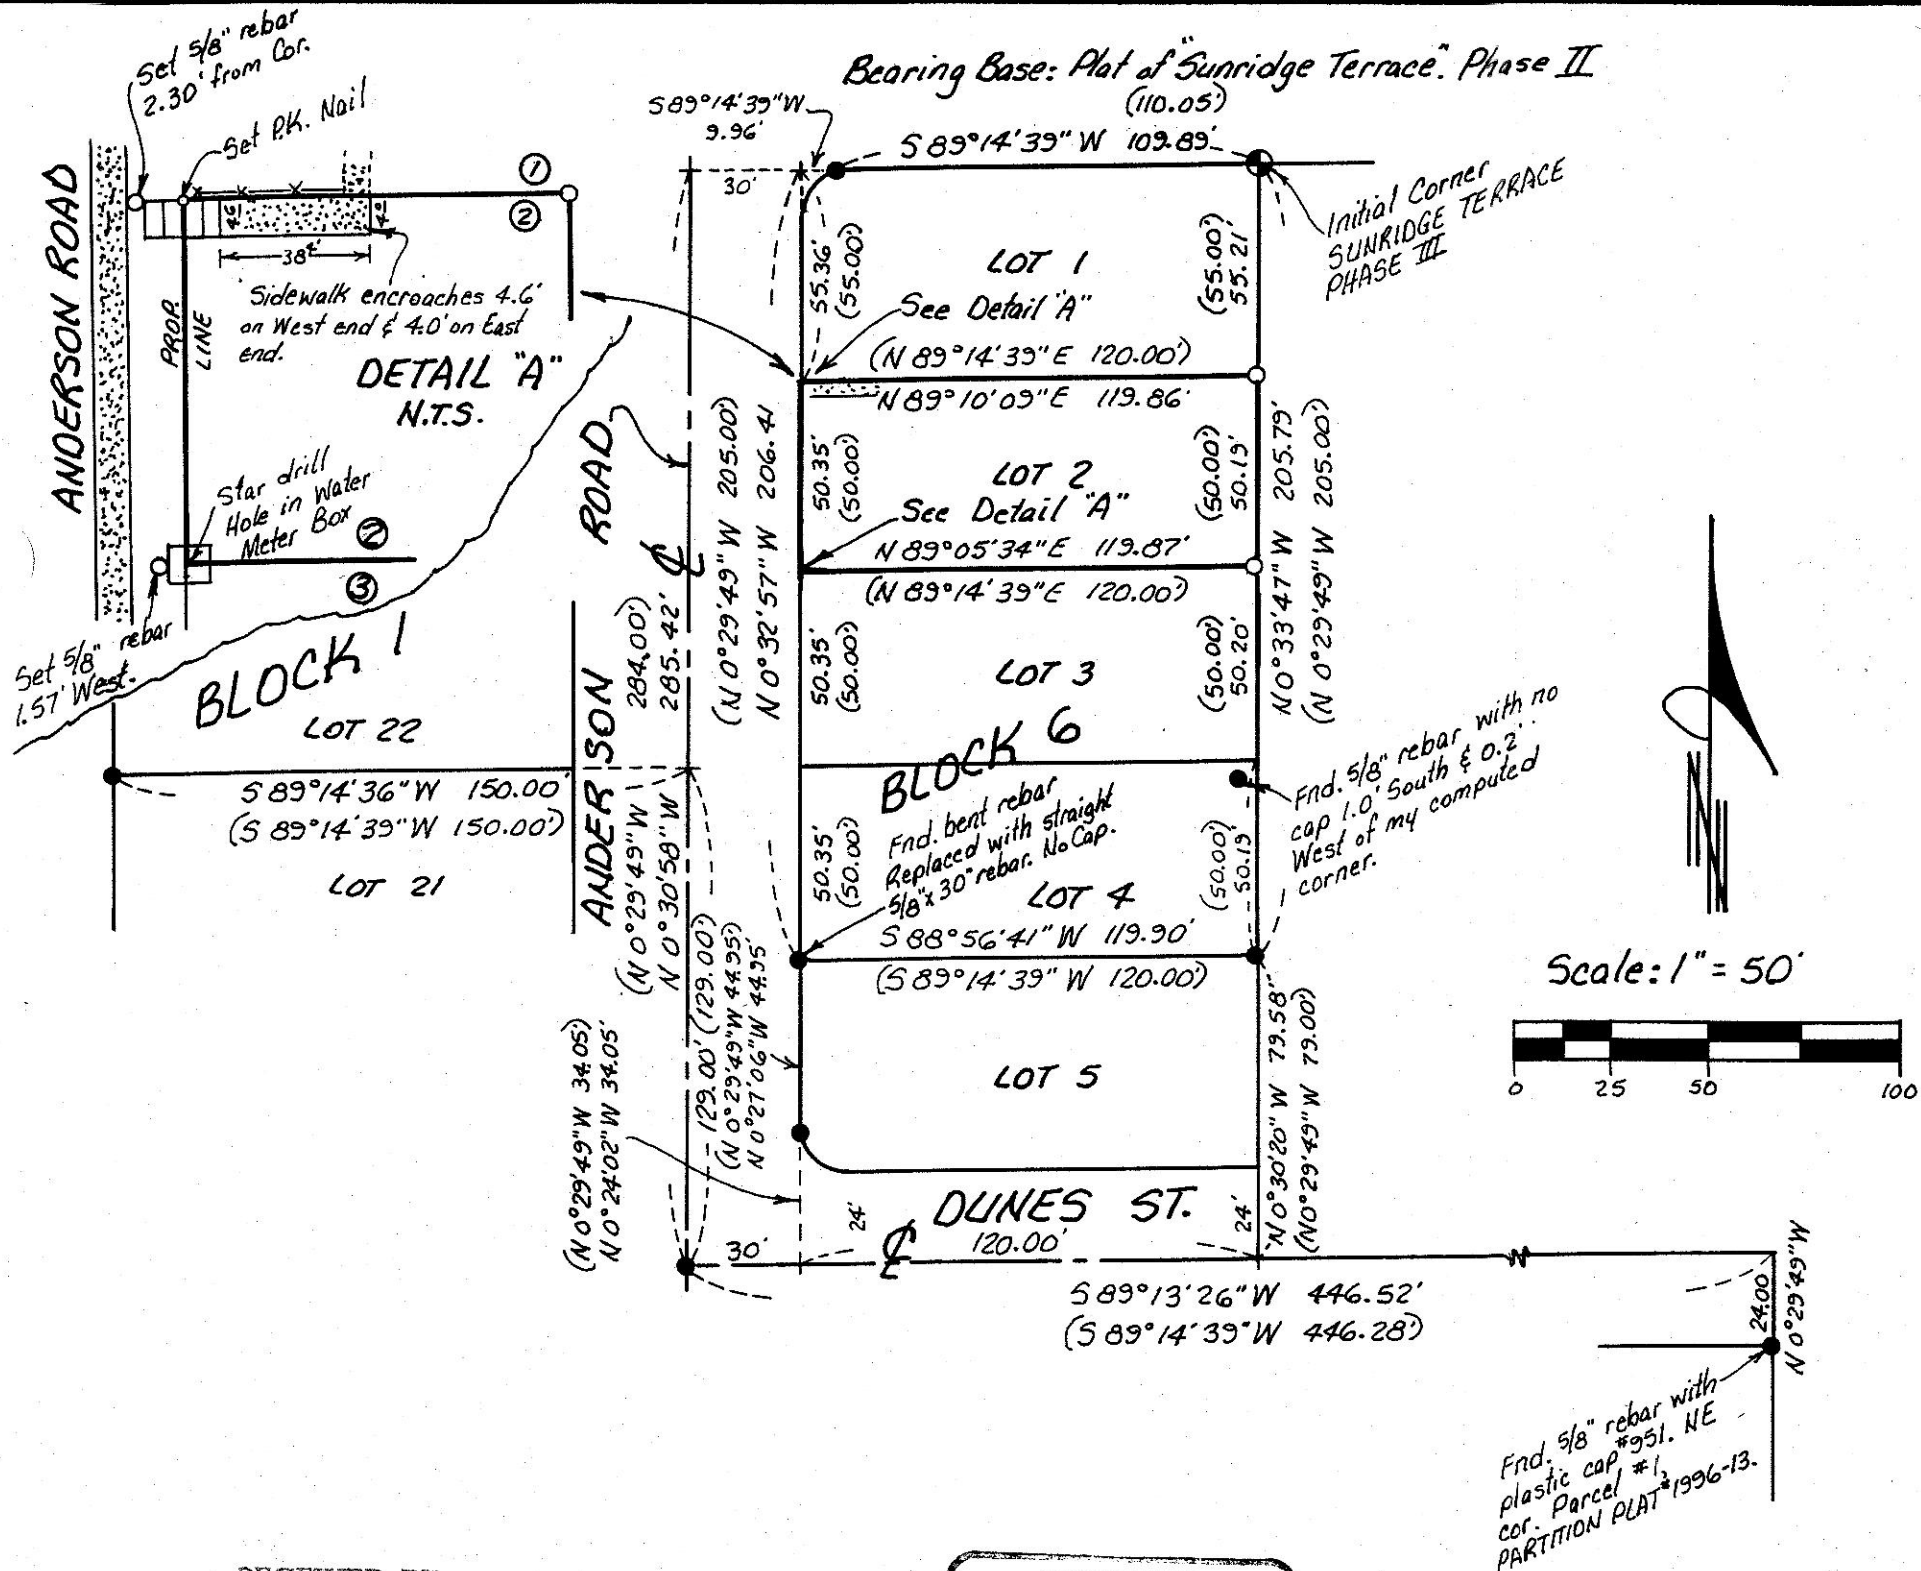 Set 5/8" rebar
2.30' from Cor.
Set P.K. Nail
ANDERSON ROAD
1
2
4.6'
4.0'
38±'
Sidewalk encroaches 4.6'
on West end & 4.0' on East
end.
PROP.
LINE
DETAIL "A"
N.T.S.
Star drill
Hole in Water
Meter Box
2
3
Set 5/8" rebar
1.57' West.
Bearing Base: Plat of "Sunridge Terrace". Phase II
(110.05')
S 89°14'39" W 109.89'
S 89°14'39" W
9.96'
30'
Initial Corner
SUNRIDGE TERRACE
PHASE III
LOT 1
55.36'
(55.00')
(55.00')
55.21'
See Detail "A"
(N 89°14'39" E 120.00')
N 89°10'09" E 119.86'
50.35'
(50.00')
LOT 2
(50.00')
50.19'
See Detail "A"
N 89°05'34" E 119.87'
(N 89°14'39" E 120.00')
50.35'
(50.00')
LOT 3
(50.00')
50.20'
BLOCK 6
50.35'
(50.00')
Fnd. bent rebar
Replaced with straight
5/8" x 30" rebar. No Cap.
LOT 4
(50.00')
50.19'
S 88°56'41" W 119.90'
(S 89°14'39" W 120.00')
LOT 5
N 0°33'47" W 205.79'
(N 0°29'49" W 205.00')
Fnd. 5/8" rebar with no
cap 1.0' South & 0.2'
West of my computed
corner.
(N 0°29'49" W 205.00')
N 0°32'57" W 206.41
ANDERSON ROAD
℄
BLOCK 1
LOT 22
S 89°14'36" W 150.00'
(S 89°14'39" W 150.00')
LOT 21
(N 0°29'49" W 284.00')
N 0°30'58" W 285.42'
129.00' (129.00')
(N 0°29'49" W 44.95')
N 0°27'06" W 44.95'
(N 0°29'49" W 34.05')
N 0°24'02" W 34.05'
N 0°30'20" W 79.58'
(N 0°29'49" W 79.00')
24'
DUNES ST.
24'
30'
℄
120.00'
S 89°13'26" W 446.52'
(S 89°14'39" W 446.28')
24.00
N 0°29'49" W
Fnd. 5/8" rebar with
plastic cap #951. NE
cor. Parcel #1,
PARTITION PLAT #1996-13.
N
Scale: 1" = 50'
0 25 50 100